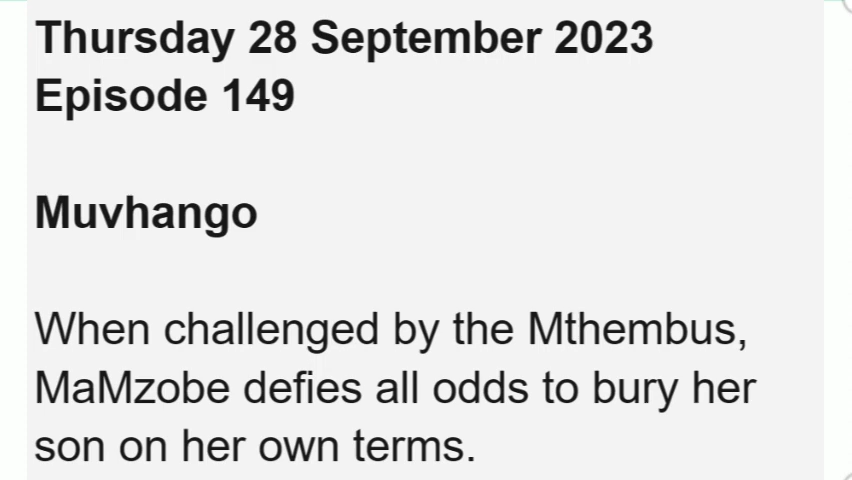 Thursday 28 September 2023
Episode 149
Muvhango
When challenged by the Mthembus,
MaMzobe defies all odds to bury her
son on her own terms.